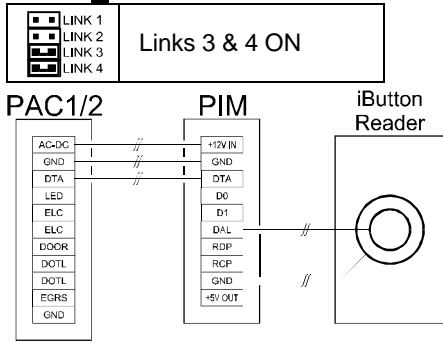 LINK 1
LINK 2
LINK 3
LINK 4
Links 3 & 4 ON
PAC1/2
AC-DC
GND
DTA
LED
ELC
ELC
DOOR
DOTL
DOTL
EGRS
GND
PIM
+12V IN
GND
DTA
D0
D1
DAL
RDP
RCP
GND
+5V OUT
iButton
Reader